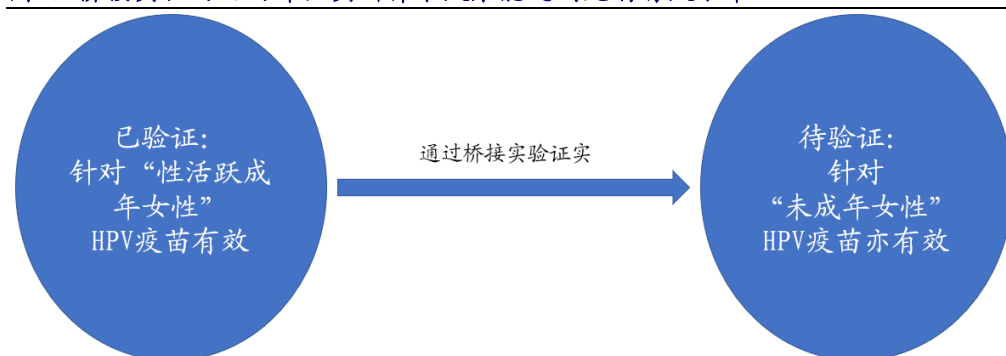 已验证:
针对“性活跃成
年女性”
HPV疫苗有效
通过桥接实验证实
待验证:
针对
“未成年女性”
HPV疫苗亦有效